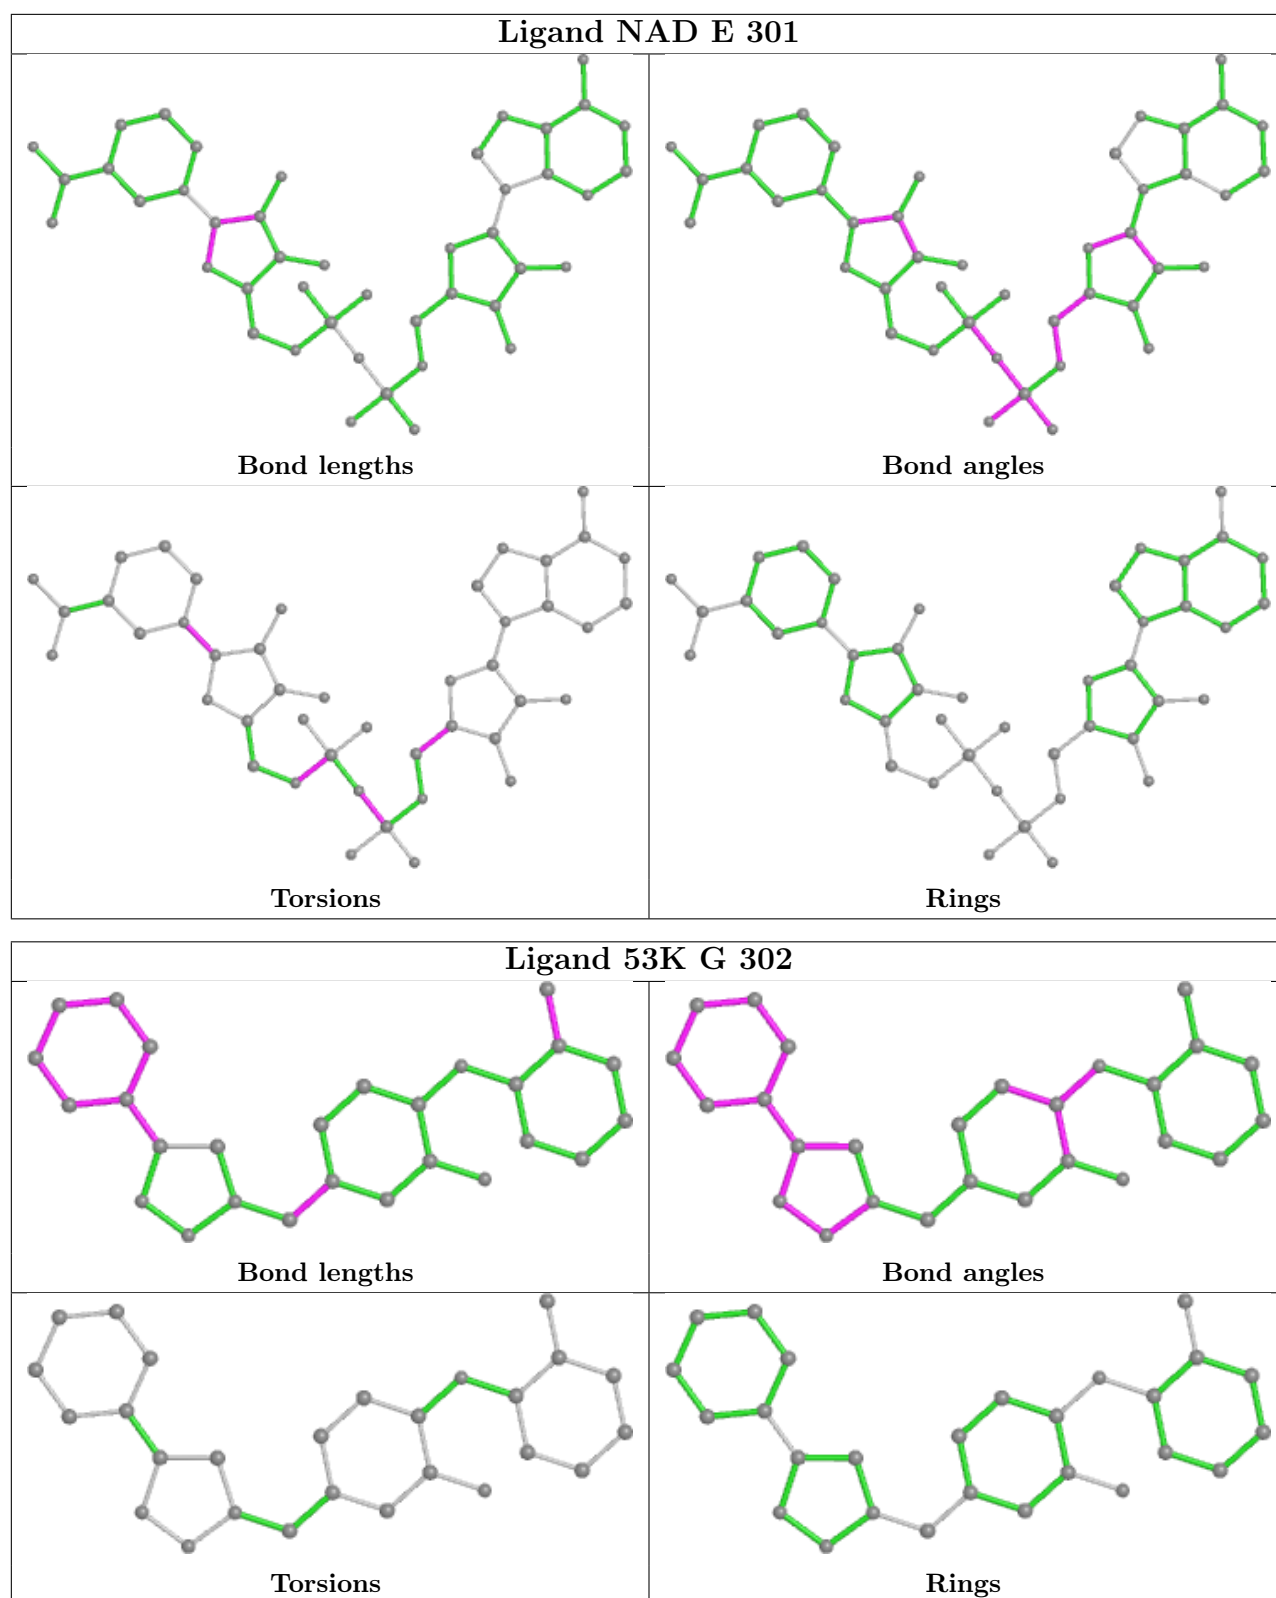 Ligand NAD E 301
Bond lengths
Bond angles
Torsions
Rings
Ligand 53K G 302
Bond lengths
Bond angles
Torsions
Rings